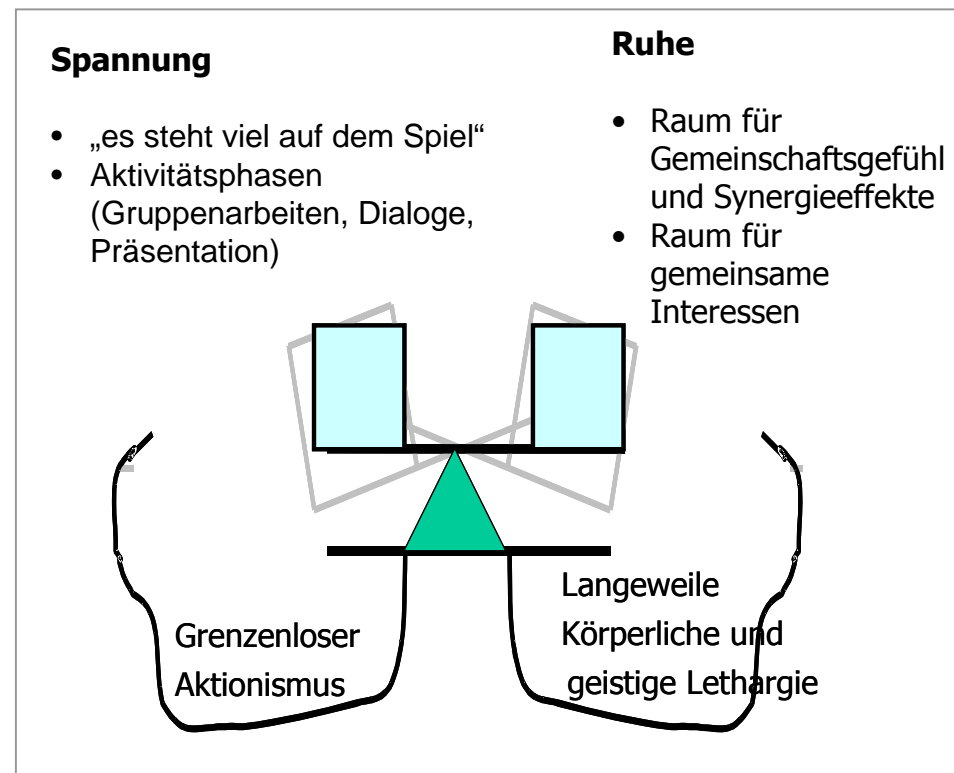 Spannung
• „es steht viel auf dem Spiel“
• Aktivitätsphasen
(Gruppenarbeiten, Dialoge,
Präsentation)
Ruhe
• Raum für
Gemeinschaftsgefühl
und Synergieeffekte
• Raum für
gemeinsame
Interessen
Grenzenloser
Aktionismus
Langeweile
Körperliche und
geistige Lethargie